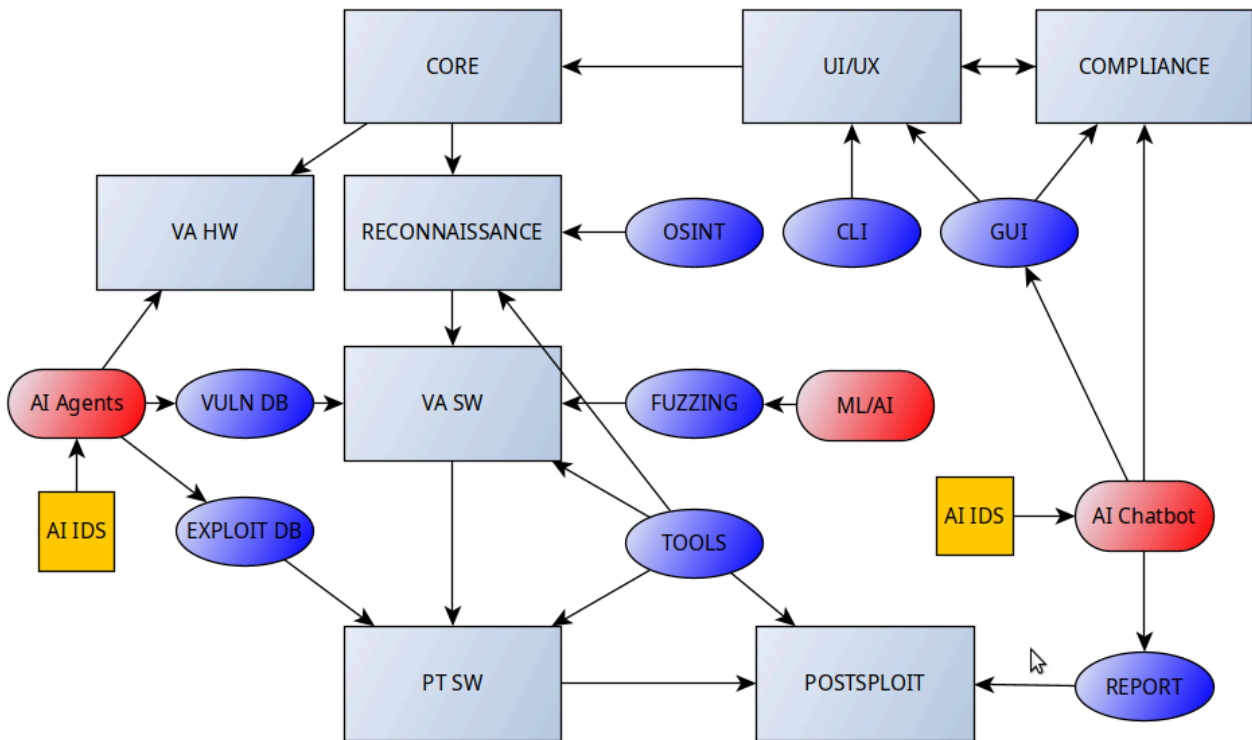 CORE
UI/UX
COMPLIANCE
VA HW
RECONNAISSANCE
OSINT
CLI
GUI
AI Agents
VULN DB
VA SW
FUZZING
ML/AI
AI IDS
EXPLOIT DB
TOOLS
AI IDS
AI Chatbot
PT SW
POSTSPLOIT
REPORT